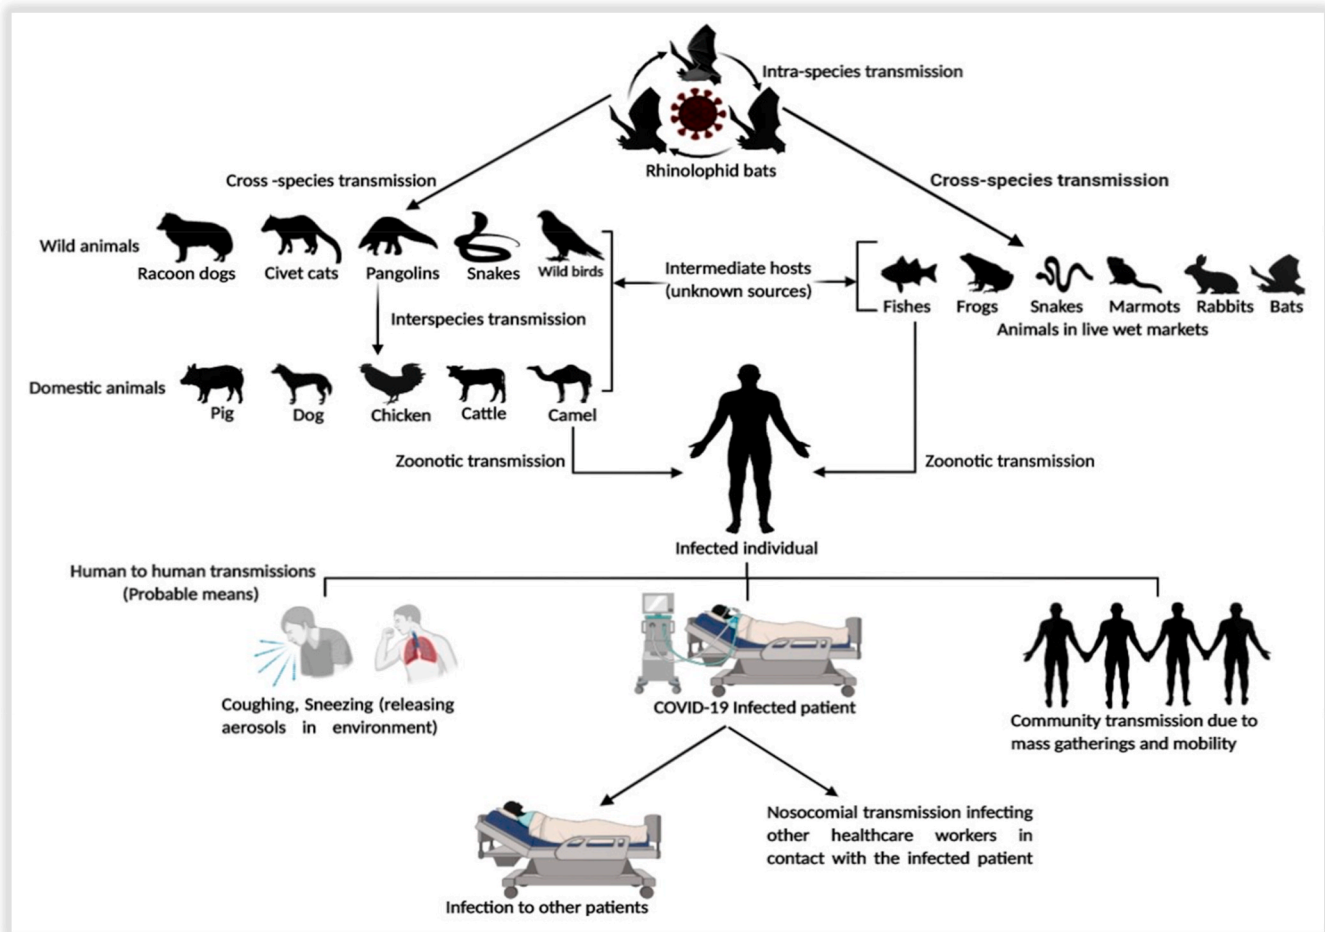 Intra-species transmission
Rhinolophid bats
Cross -species transmission
Cross-species transmission
Wild animals
Racoon dogs
Civet cats
Pangolins
Snakes
Wild birds
Intermediate hosts
(unknown sources)
Fishes
Frogs
Snakes
Marmots
Rabbits
Bats
Animals in live wet markets
Interspecies transmission
Domestic animals
Pig
Dog
Chicken
Cattle
Camel
Zoonotic transmission
Zoonotic transmission
Infected individual
Human to human transmissions
(Probable means)
Coughing, Sneezing (releasing
aerosols in environment)
COVID-19 Infected patient
Community transmission due to
mass gatherings and mobility
Nosocomial transmission infecting
other healthcare workers in
contact with the infected patient
Infection to other patients